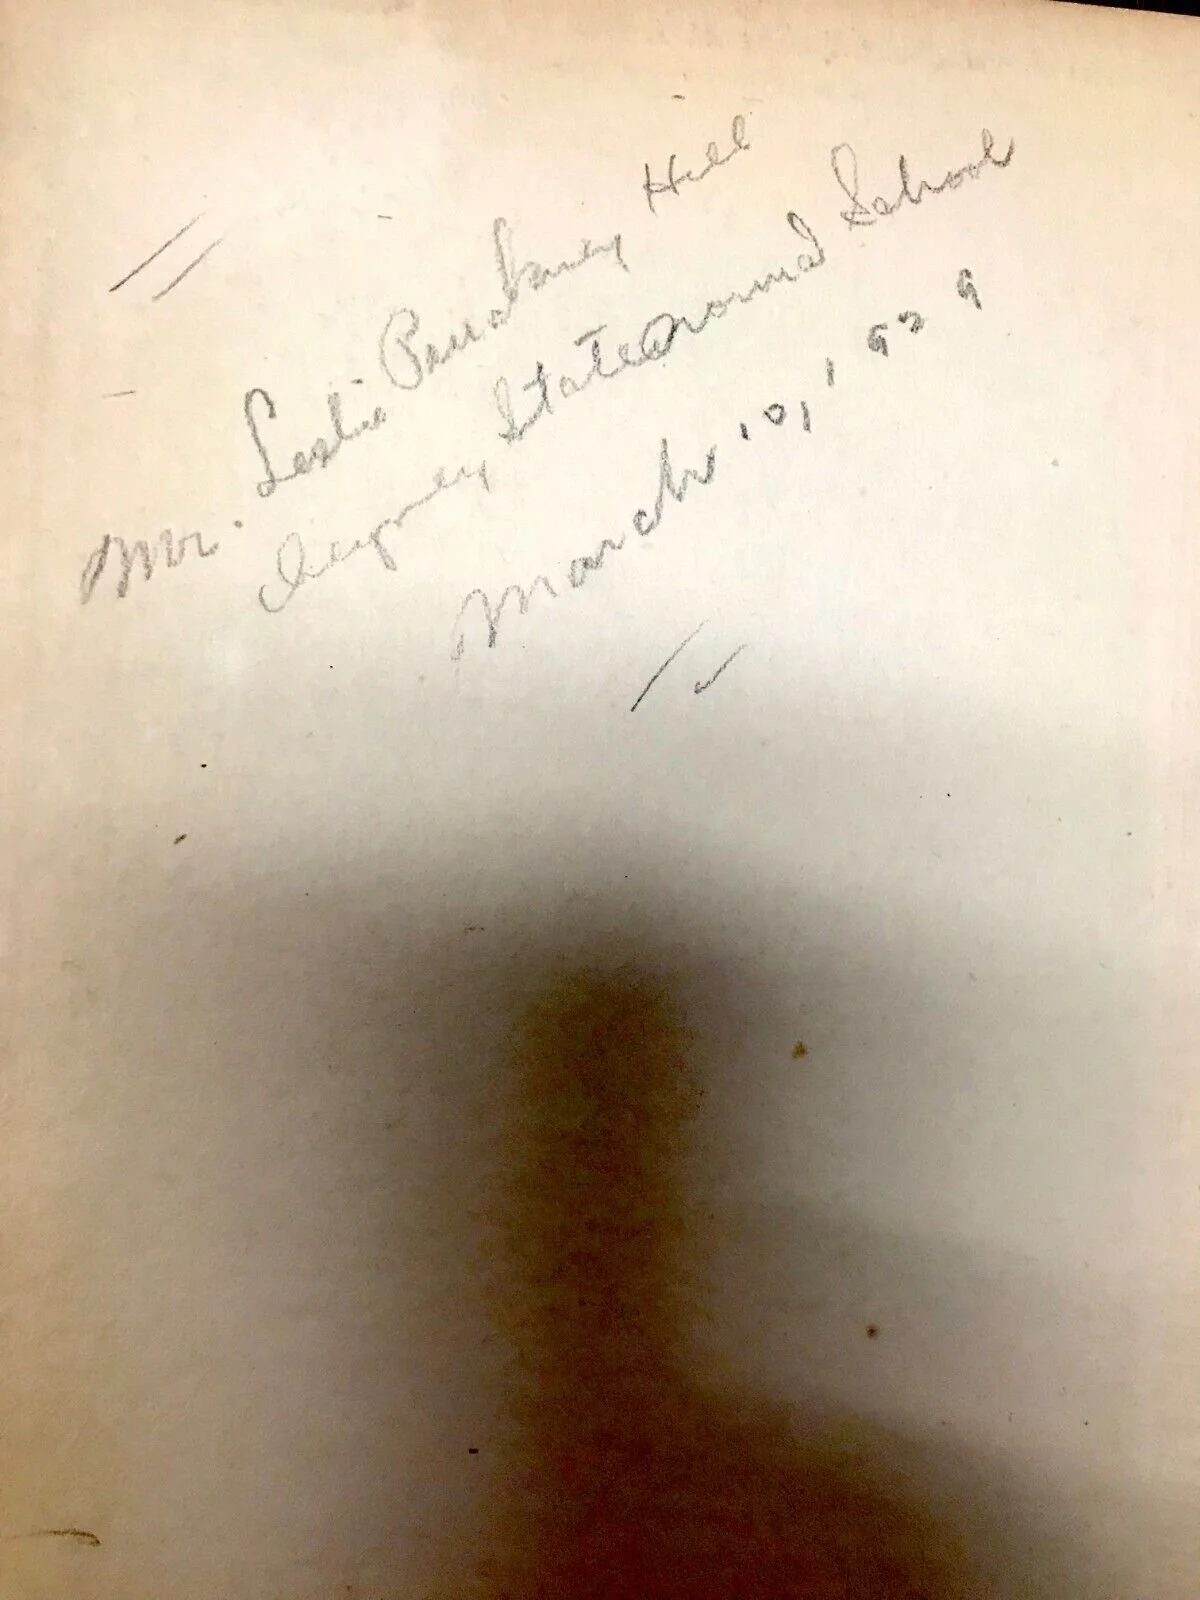 Mr. Leslie Pinckney Hill
Cheyney State Normal School
March 10, 1929